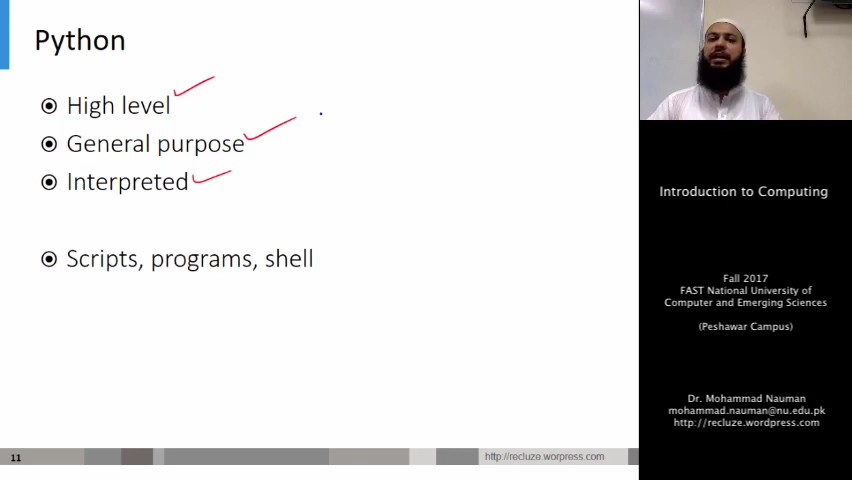 Python
High level
General purpose
Interpreted
Scripts, programs, shell
11
http://recluze.worpress.com
Introduction to Computing
Fall 2017
FAST National University of
Computer and Emerging Sciences
(Peshawar Campus)
Dr. Mohammad Nauman
mohammad.nauman@nu.edu.pk
http://recluze.wordpress.com